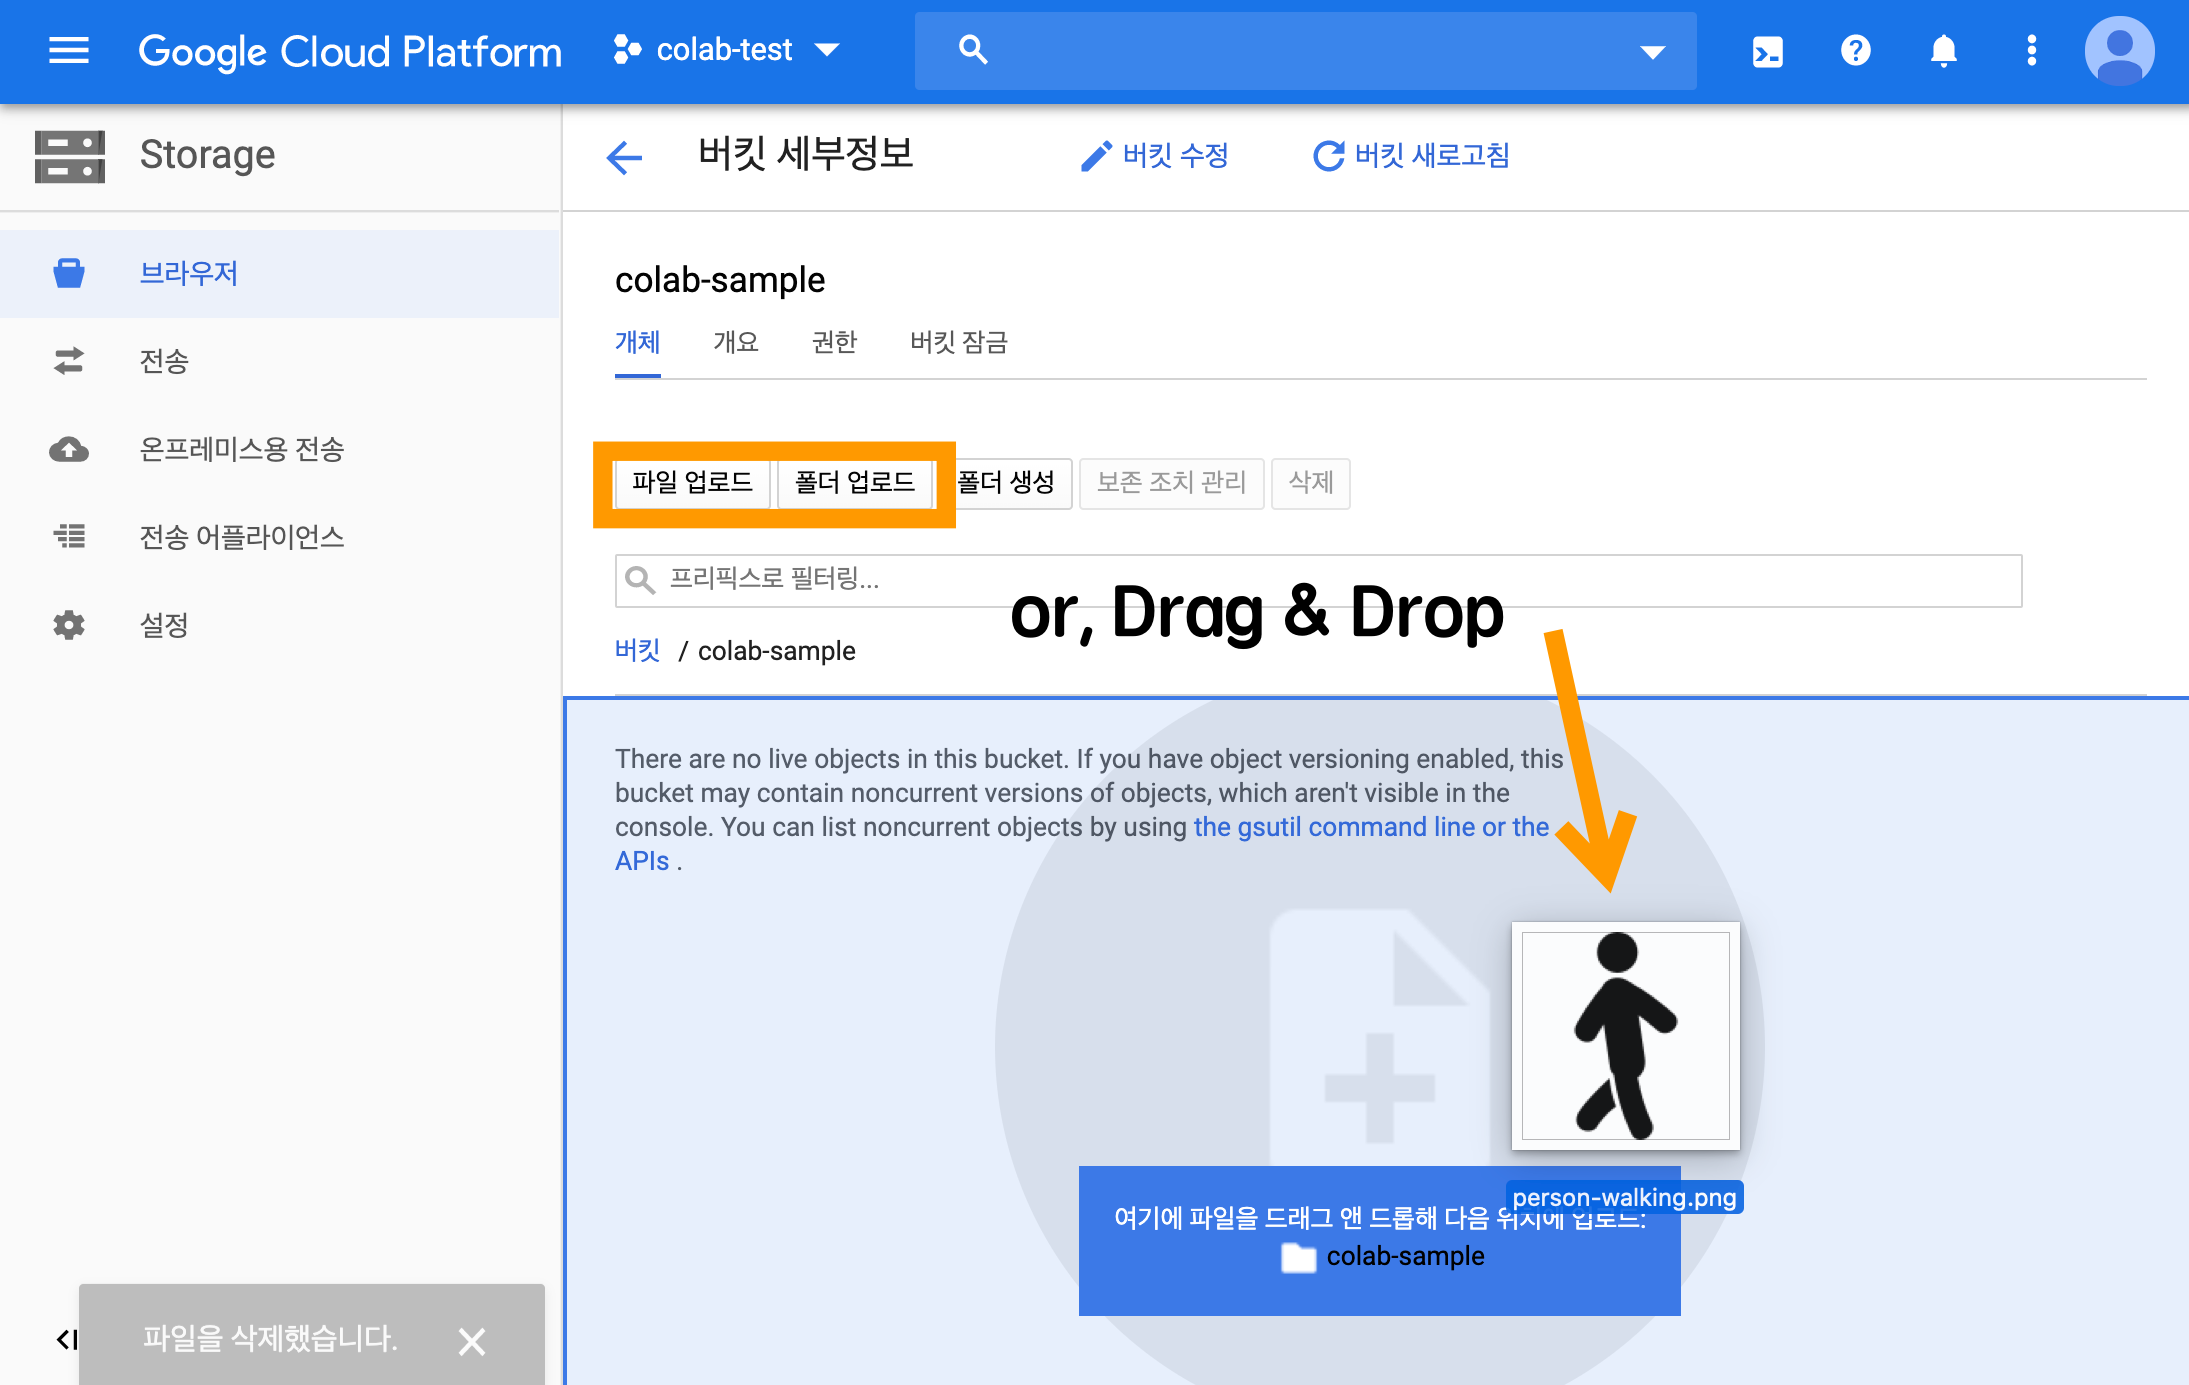 Google Cloud Platform
colab-test
Storage
버킷 세부정보
버킷 수정
버킷 새로고침
브라우저
전송
온프레미스용 전송
전송 어플라이언스
설정
colab-sample
개체 개요 권한 버킷 잠금
파일 업로드 폴더 업로드 폴더 생성 보존 조치 관리 삭제
프리픽스로 필터링...
or, Drag & Drop
버킷 / colab-sample
There are no live objects in this bucket. If you have object versioning enabled, this
bucket may contain noncurrent versions of objects, which aren't visible in the
console. You can list noncurrent objects by using the gsutil command line or the
APIs .
person-walking.png
여기에 파일을 드래그 앤 드롭해 다음 위치에 업로드:
colab-sample
파일을 삭제했습니다.